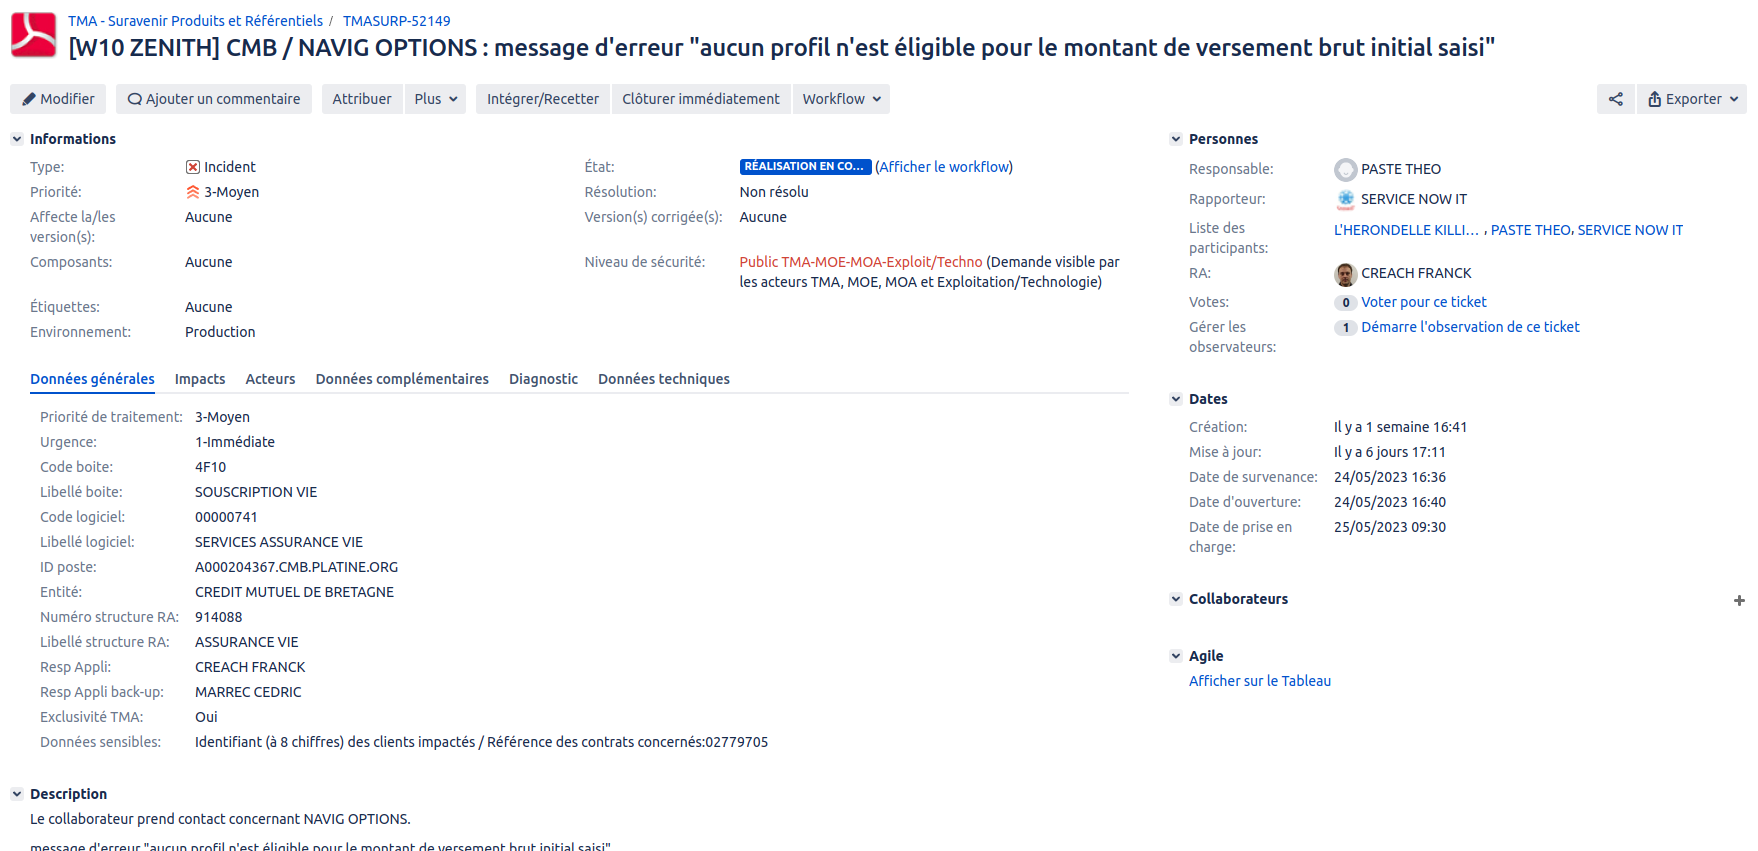 TMA - Suravenir Produits et Référentiels / TMASURP-52149
[W10 ZENITH] CMB / NAVIG OPTIONS : message d'erreur "aucun profil n'est éligible pour le montant de versement brut initial saisi"
Modifier Ajouter un commentaire Attribuer Plus Intégrer/Recetter Clôturer immédiatement Workflow Exporter
Informations
Type: Incident
Priorité: 3-Moyen
Affecte la/les version(s): Aucune
Composants: Aucune
Étiquettes: Aucune
Environnement: Production
État: RÉALISATION EN CO... (Afficher le workflow)
Résolution: Non résolu
Version(s) corrigée(s): Aucune
Niveau de sécurité: Public TMA-MOE-MOA-Exploit/Techno (Demande visible par
les acteurs TMA, MOE, MOA et Exploitation/Technologie)
Données générales Impacts Acteurs Données complémentaires Diagnostic Données techniques
Priorité de traitement: 3-Moyen
Urgence: 1-Immédiate
Code boite: 4F10
Libellé boite: SOUSCRIPTION VIE
Code logiciel: 00000741
Libellé logiciel: SERVICES ASSURANCE VIE
ID poste: A000204367.CMB.PLATINE.ORG
Entité: CREDIT MUTUEL DE BRETAGNE
Numéro structure RA: 914088
Libellé structure RA: ASSURANCE VIE
Resp Appli: CREACH FRANCK
Resp Appli back-up: MARREC CEDRIC
Exclusivité TMA: Oui
Données sensibles: Identifiant (à 8 chiffres) des clients impactés / Référence des contrats concernés:02779705
Description
Le collaborateur prend contact concernant NAVIG OPTIONS.
message d'erreur "aucun profil n'est éligible pour le montant de versement brut initial saisi"
Personnes
Responsable: PASTE THEO
Rapporteur: SERVICE NOW IT
Liste des participants: L'HERONDELLE KILLI... , PASTE THEO, SERVICE NOW IT
RA: CREACH FRANCK
Votes: 0 Voter pour ce ticket
Gérer les observateurs: 1 Démarre l'observation de ce ticket
Dates
Création: Il y a 1 semaine 16:41
Mise à jour: Il y a 6 jours 17:11
Date de survenance: 24/05/2023 16:36
Date d'ouverture: 24/05/2023 16:40
Date de prise en charge: 25/05/2023 09:30
Collaborateurs
Agile
Afficher sur le Tableau